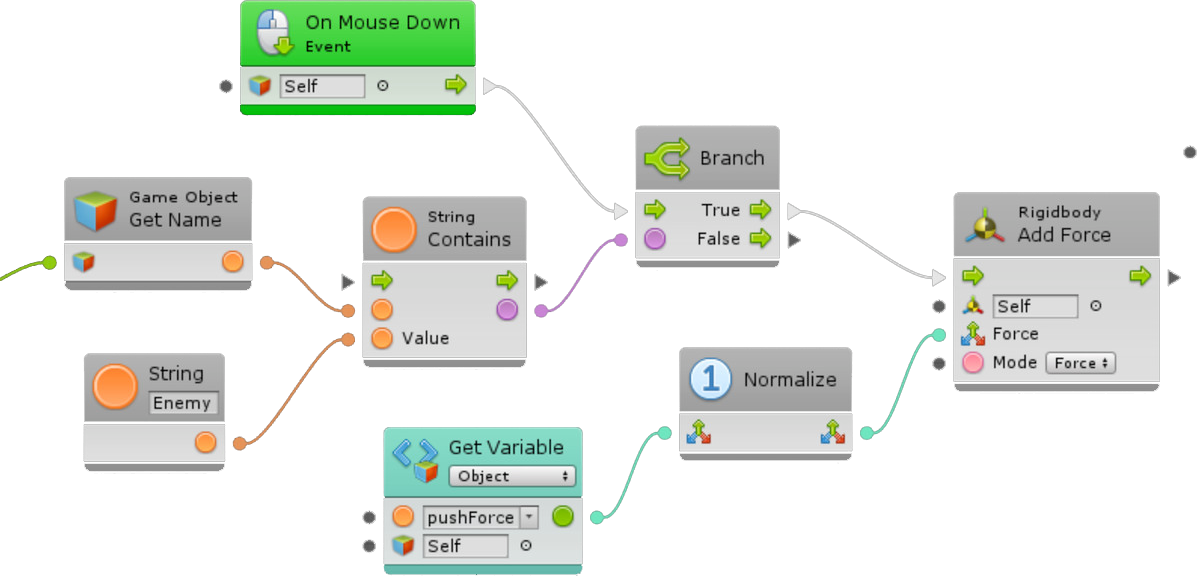 On Mouse Down
Event
Self
Game Object
Get Name
String
Enemy
String
Contains
Value
Branch
True
False
Get Variable
Object
pushForce
Self
1
Normalize
Rigidbody
Add Force
Self
Force
Mode Force